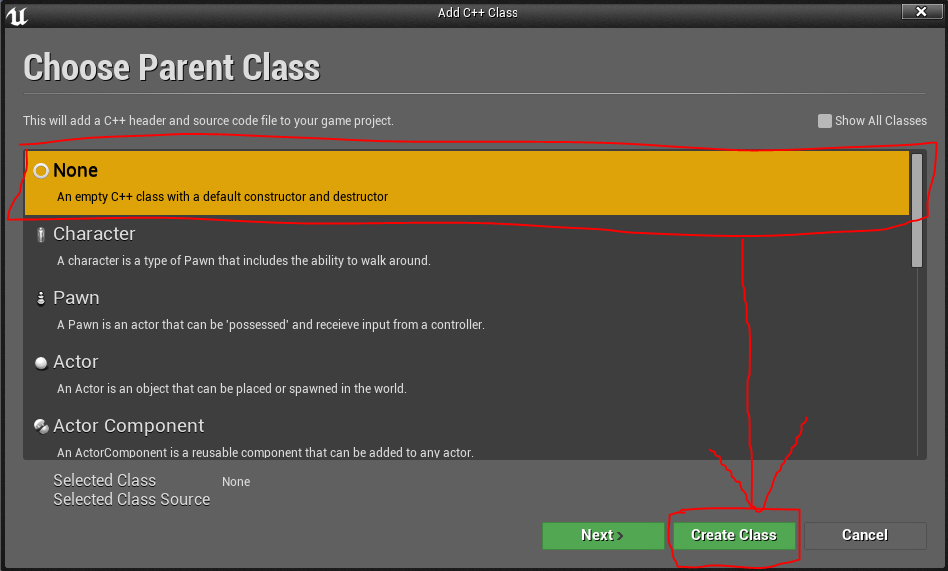 Add C++ Class
Choose Parent Class
This will add a C++ header and source code file to your game project.
Show All Classes
None
An empty C++ class with a default constructor and destructor
Character
A character is a type of Pawn that includes the ability to walk around.
Pawn
A Pawn is an actor that can be 'possessed' and receieve input from a controller.
Actor
An Actor is an object that can be placed or spawned in the world.
Actor Component
An ActorComponent is a reusable component that can be added to any actor.
Selected Class None
Selected Class Source
Next > Create Class Cancel